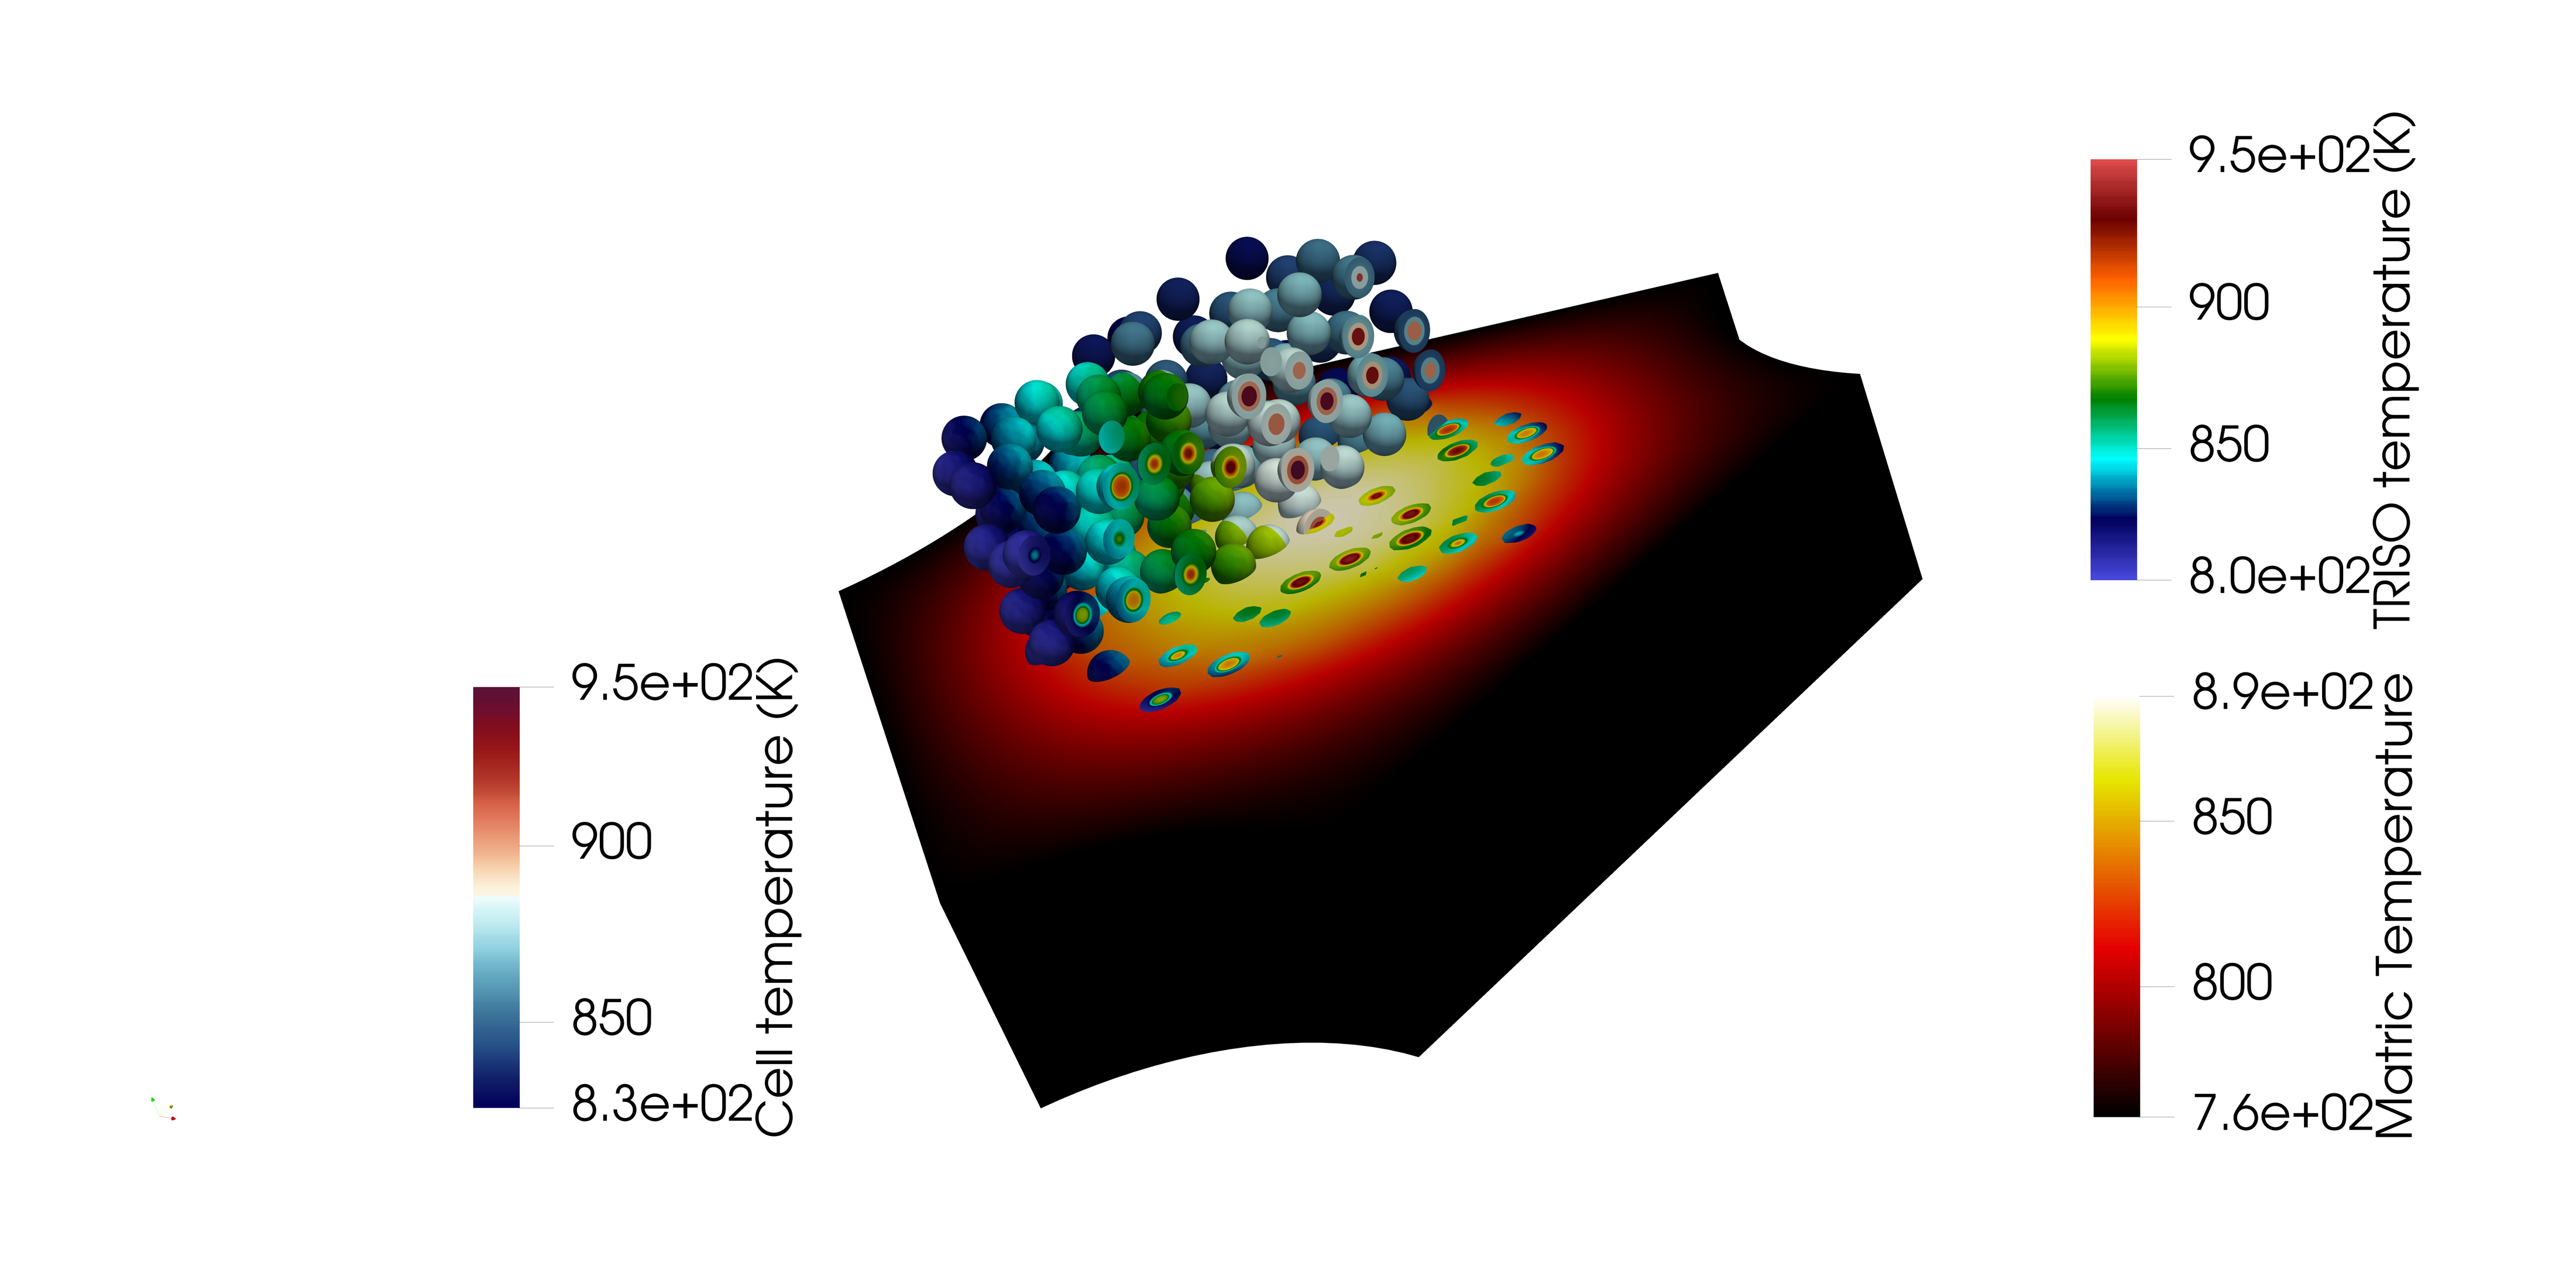 9.5e+02
900
850
8.0e+02
TRISO temperature (K)
9.5e+02
900
850
8.3e+02
Cell temperature (K)
8.9e+02
850
800
7.6e+02
Matric Temperature